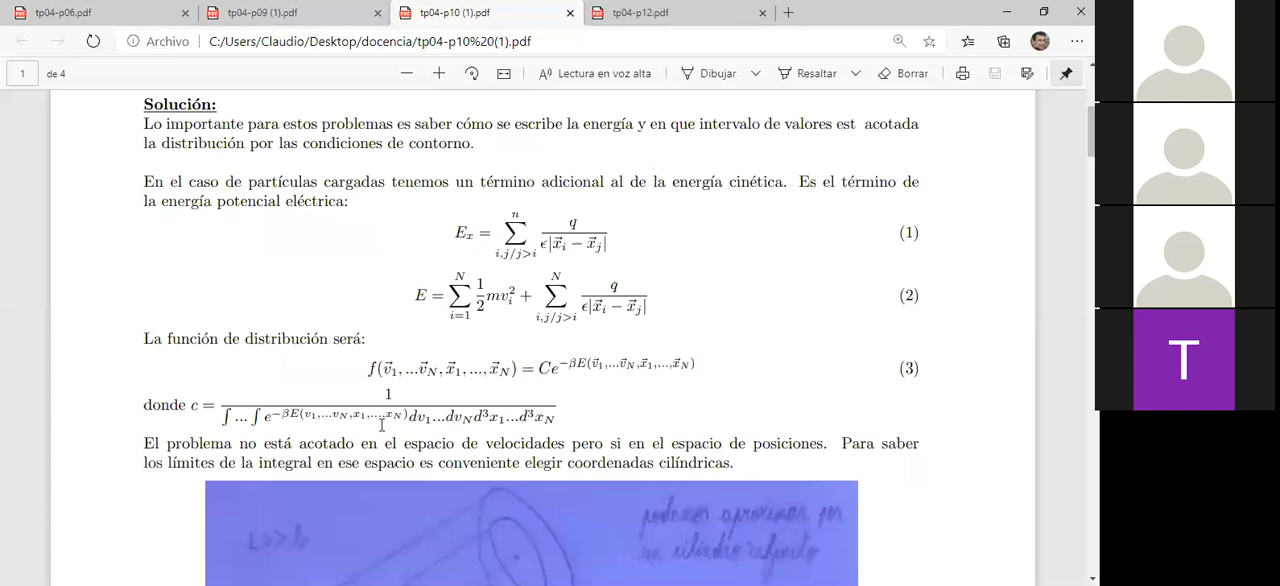 tp04-p06.pdf
tp04-p09 (1).pdf
tp04-p10 (1).pdf
tp04-p12.pdf
Archivo
C:/Users/Claudio/Desktop/docencia/tp04-p10%20(1).pdf
1
de 4
Lectura en voz alta
Dibujar
Resaltar
Borrar
Solución:
Lo importante para estos problemas es saber cómo se escribe la energía y en que intervalo de valores est acotada
la distribución por las condiciones de contorno.
En el caso de partículas cargadas tenemos un término adicional al de la energía cinética. Es el término de
la energía potencial eléctrica:
E_x = \sum_{i,j/j>i}^{n} \frac{q}{\epsilon|\vec{x}_i - \vec{x}_j|} (1)
E = \sum_{i=1}^{N} \frac{1}{2}mv_i^2 + \sum_{i,j/j>i}^{N} \frac{q}{\epsilon|\vec{x}_i - \vec{x}_j|} (2)
La función de distribución será:
f(\vec{v}_1, ...\vec{v}_N, \vec{x}_1, ..., \vec{x}_N) = Ce^{-\beta E(\vec{v}_1,...\vec{v}_N,\vec{x}_1,...,\vec{x}_N)} (3)
donde c = \frac{1}{\int ... \int e^{-\beta E(v_1,...v_N,x_1,...,x_N)}dv_1...dv_Nd^3x_1...d^3x_N}
El problema no está acotado en el espacio de velocidades pero si en el espacio de posiciones. Para saber
los límites de la integral en ese espacio es conveniente elegir coordenadas cilíndricas.
L>>b
podemos aproximar por
un cilindro infinito
T